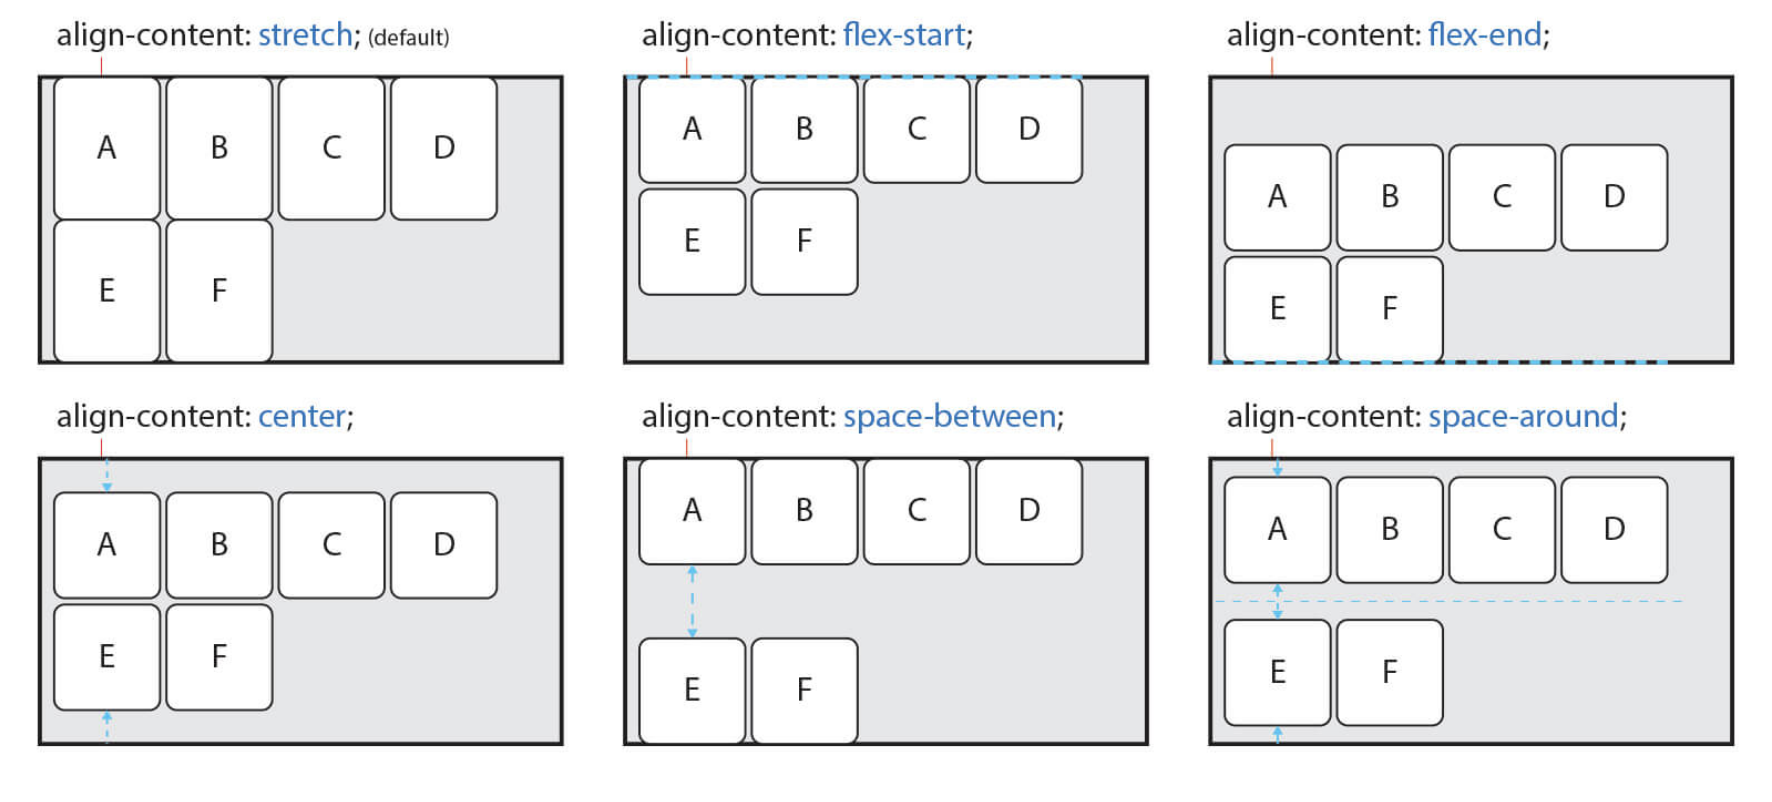 align-content: stretch; (default)
A B C D
E F
align-content: flex-start;
A B C D
E F
align-content: flex-end;
A B C D
E F
align-content: center;
A B C D
E F
align-content: space-between;
A B C D
E F
align-content: space-around;
A B C D
E F